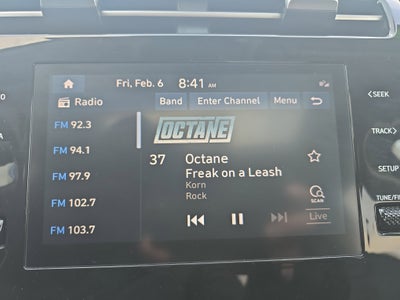 Fri, Feb. 6 8:41 AM
Radio Band Enter Channel Menu
FM 92.3
FM 94.1
FM 97.9
FM 102.7
FM 103.7
OCTANE
37 Octane
Freak on a Leash
Korn
Rock
SCAN
Live
SEEK
TRACK
SETUP